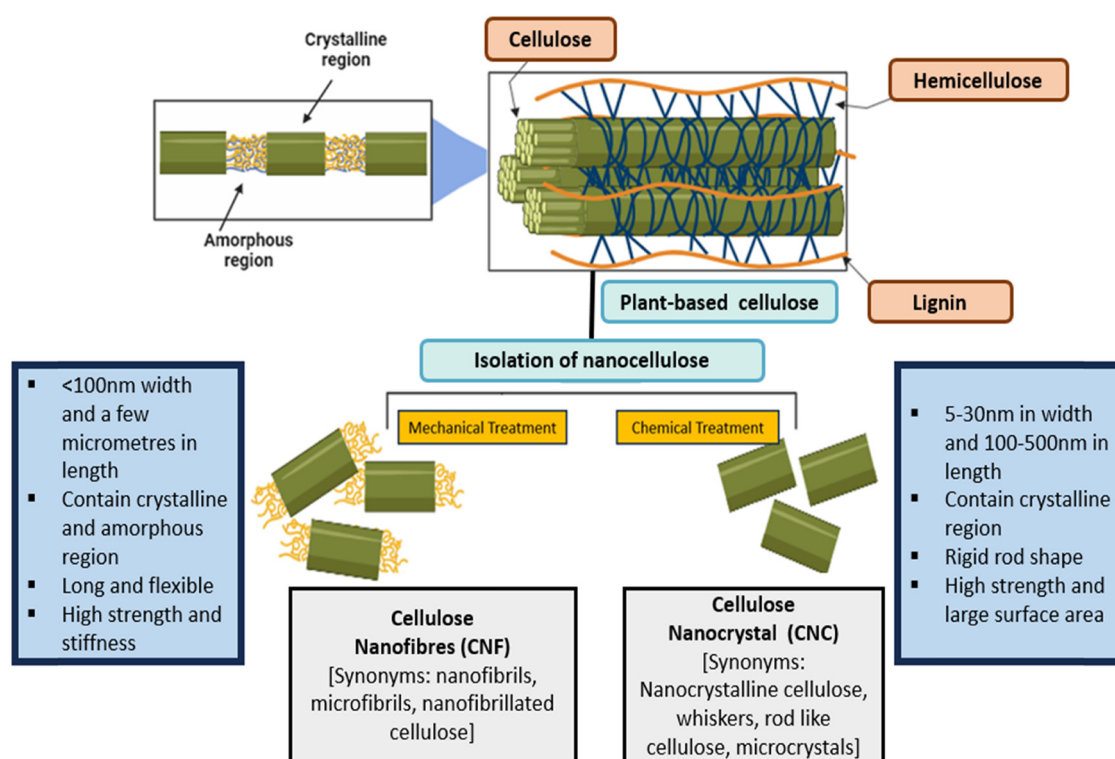 Crystalline
region
Amorphous
region
Cellulose
Hemicellulose
Lignin
Plant-based cellulose
Isolation of nanocellulose
Mechanical Treatment
Chemical Treatment
▪ <100nm width
and a few
micrometres in
length
▪ Contain crystalline
and amorphous
region
▪ Long and flexible
▪ High strength and
stiffness
▪ 5-30nm in width
and 100-500nm in
length
▪ Contain crystalline
region
▪ Rigid rod shape
▪ High strength and
large surface area
Cellulose
Nanofibres (CNF)
[Synonyms: nanofibrils,
microfibrils, nanofibrillated
cellulose]
Cellulose
Nanocrystal (CNC)
[Synonyms:
Nanocrystalline cellulose,
whiskers, rod like
cellulose, microcrystals]